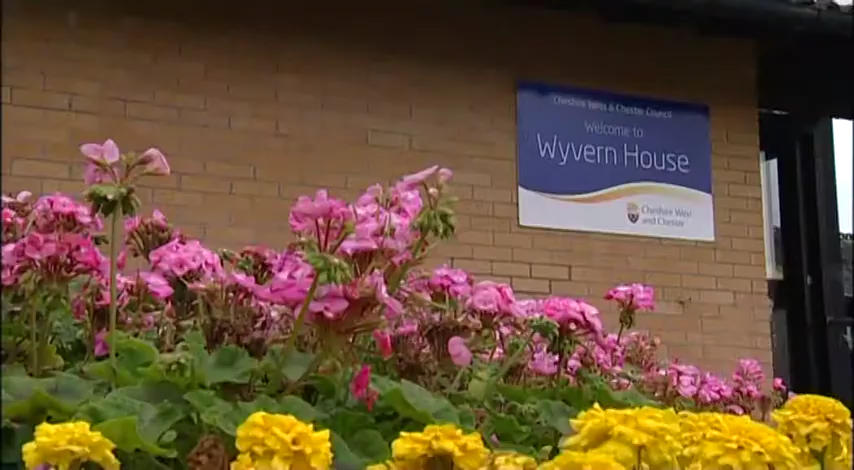 Cheshire West & Chester Council
Welcome to
Wyvern House
Cheshire West
and Chester